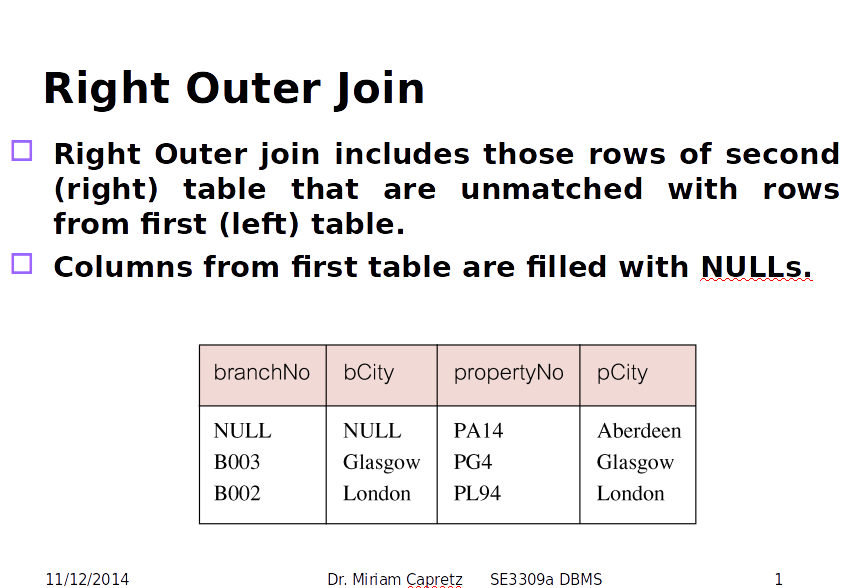 Right Outer Join
Right Outer join includes those rows of second
(right) table that are unmatched with rows
from first (left) table.
Columns from first table are filled with NULLs.
branchNo bCity propertyNo pCity
NULL NULL PA14 Aberdeen
B003 Glasgow PG4 Glasgow
B002 London PL94 London
11/12/2014 Dr. Miriam Capretz SE3309a DBMS 1